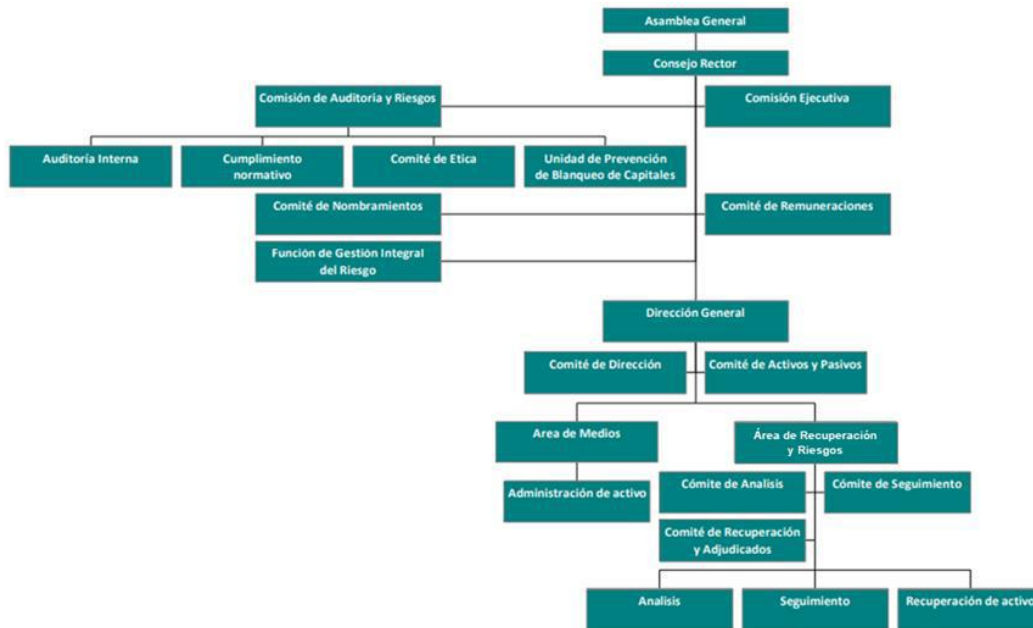 Asamblea General
Consejo Rector
Comisión de Auditoria y Riesgos
Comisión Ejecutiva
Auditoría Interna
Cumplimiento
normativo
Comité de Etica
Unidad de Prevención
de Blanqueo de Capitales
Comité de Nombramientos
Comité de Remuneraciones
Función de Gestión Integral
del Riesgo
Dirección General
Comité de Dirección
Comité de Activos y Pasivos
Area de Medios
Área de Recuperación
y Riesgos
Administración de activo
Cómite de Analisis
Cómite de Seguimiento
Comité de Recuperación
y Adjudicados
Analisis
Seguimiento
Recuperación de activo